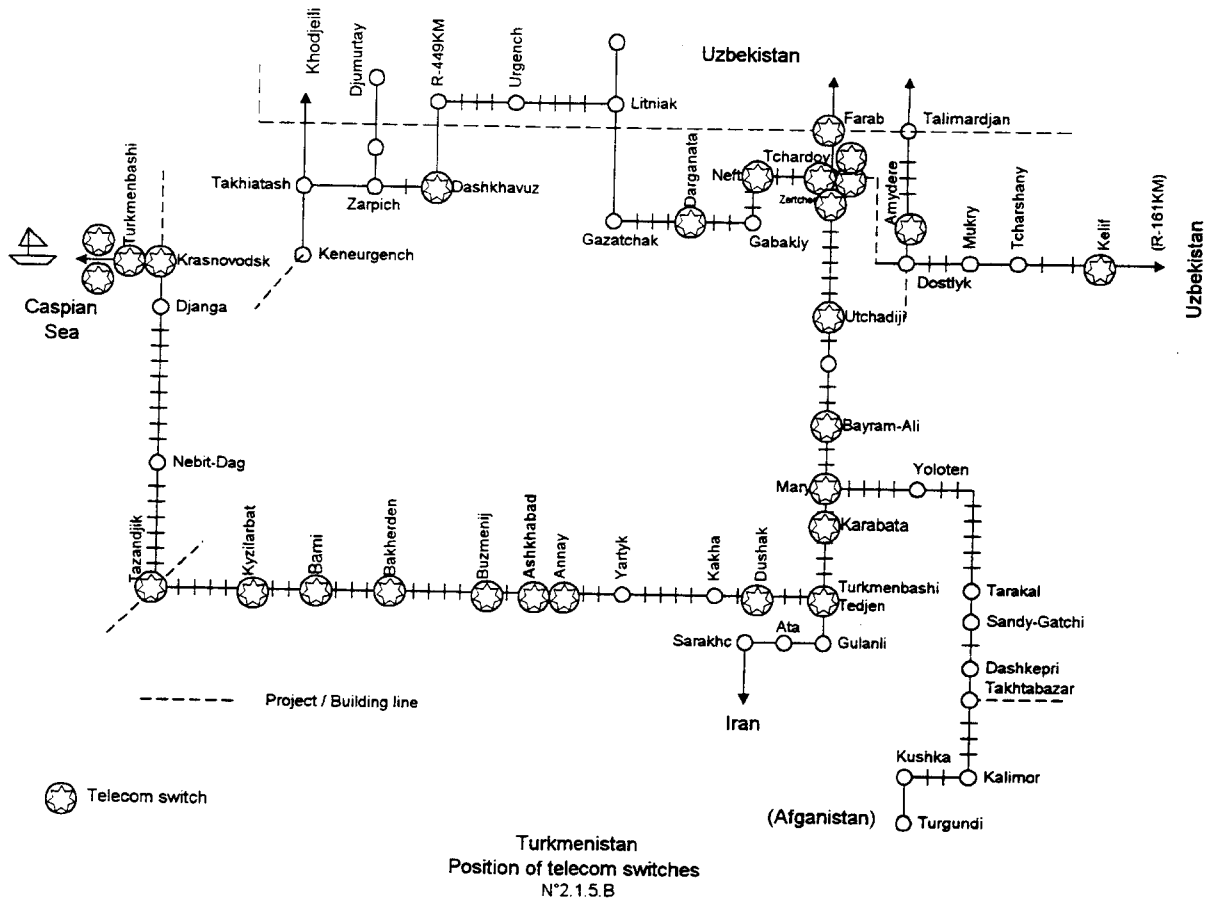 Khodjeili
Djumurtay
R-449KM
Urgench
Uzbekistan
Litniak
Farab
Talimardjan
Takhiatash
Zarpich
Dashkhavuz
Neft
Tchardov
Darganata
Gazatchak
Gabakly
Amydere
Mukry
Tcharshany
Kelif
(R-161KM)
Uzbekistan
Turkmenbashi
Krasnovodsk
Keneurgench
Dostlyk
Caspian
Sea
Djanga
Utchadiji
Bayram-Ali
Nebit-Dag
Mary
Yoloten
Karabata
Tazandjik
Kyzilarbat
Bami
Bakherden
Buzmenij
Ashkhabad
Annay
Yartyk
Kakha
Dushak
Turkmenbashi
Tedjen
Tarakal
Sandy-Gatchi
Sarakhc
Ata
Gulanli
Dashkepri
Takhtabazar
Project / Building line
Iran
Kushka
Kalimor
Telecom switch
(Afganistan)
Turgundi
Turkmenistan
Position of telecom switches
N°2.1.5.B